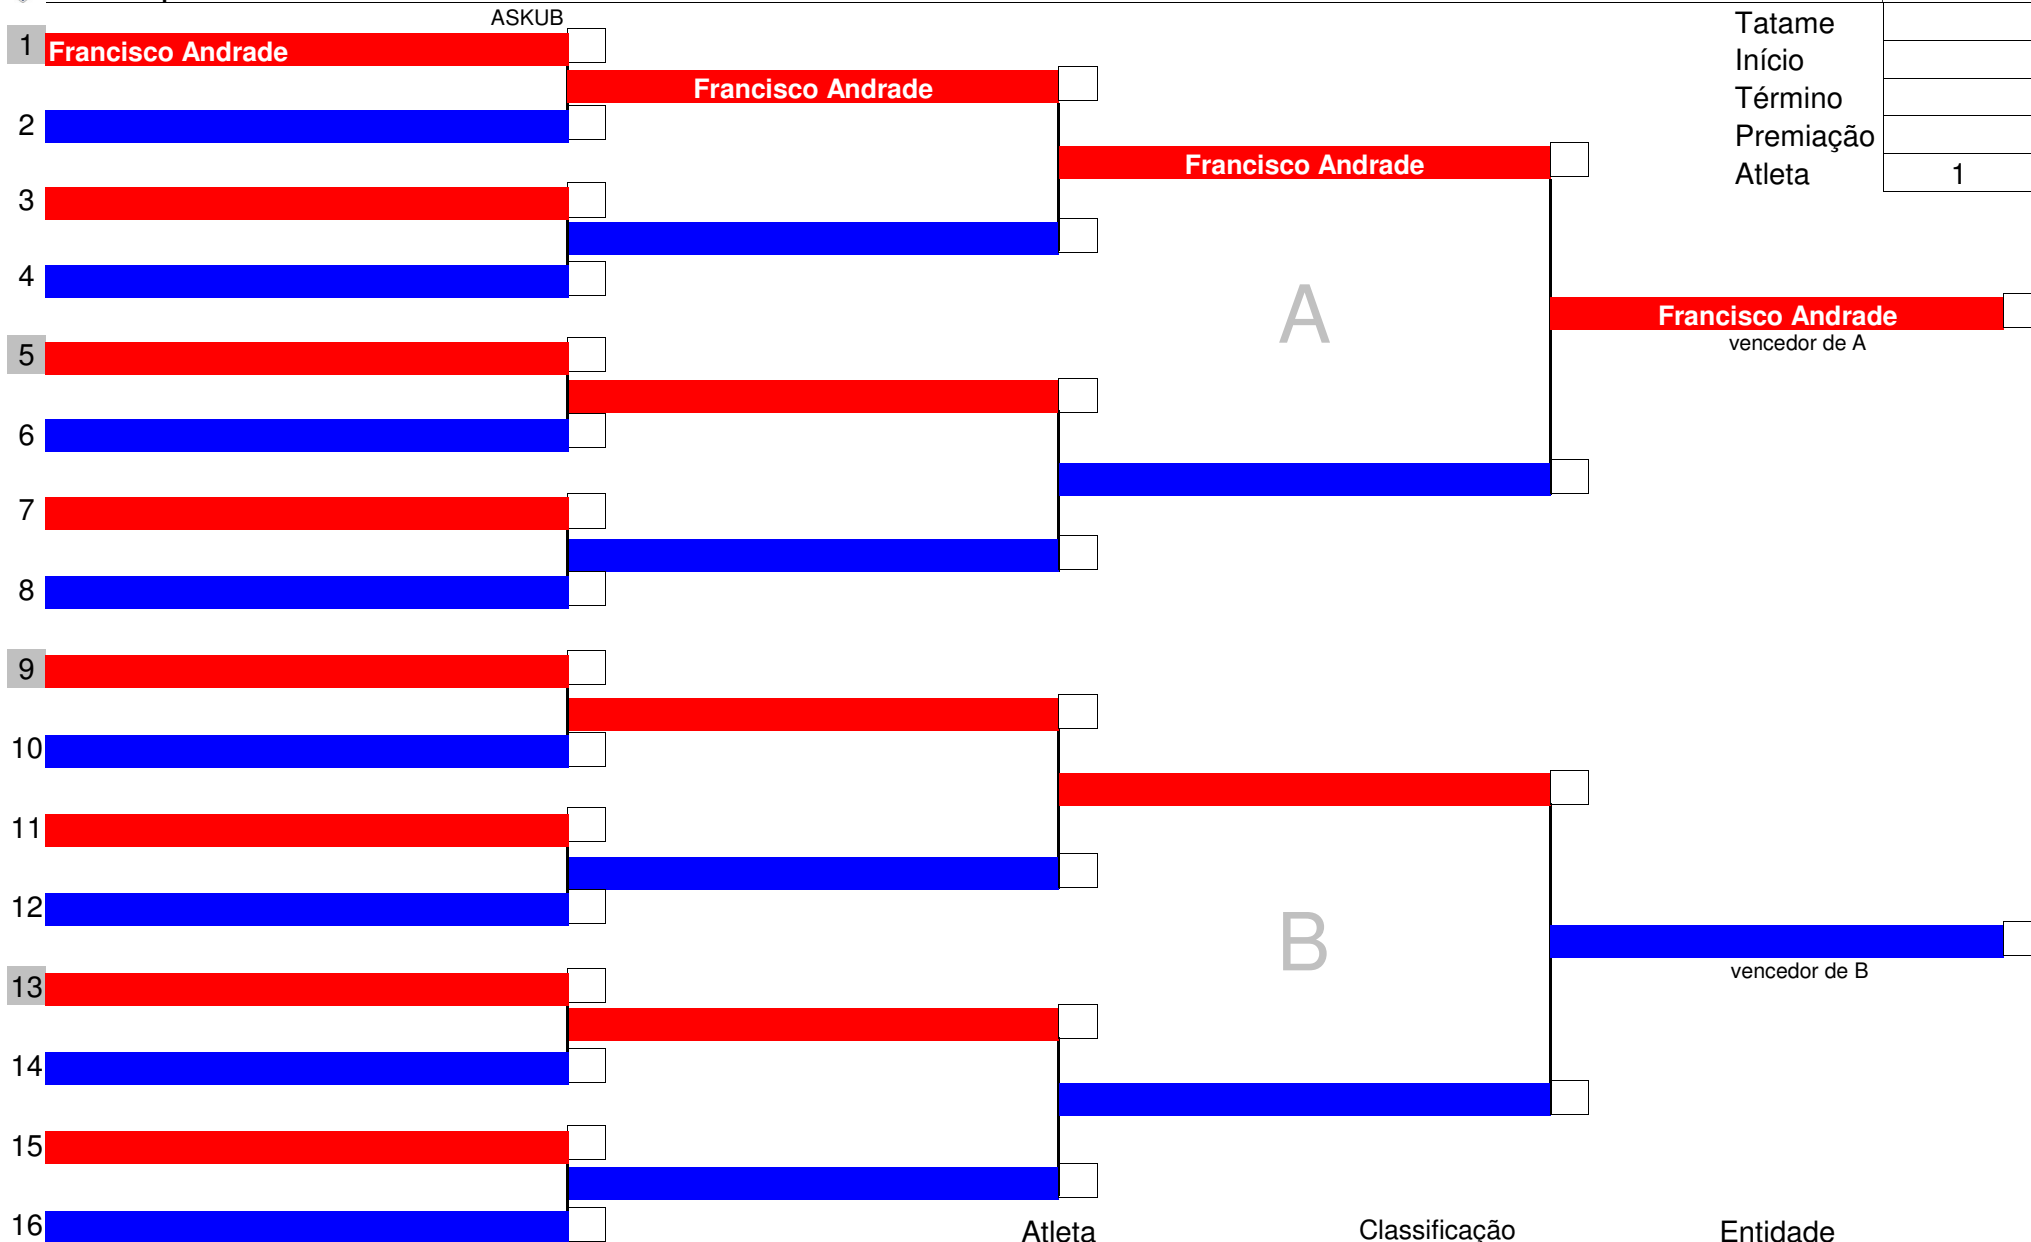 ASKUB
1 Francisco Andrade
Francisco Andrade
Francisco Andrade
Francisco Andrade
vencedor de A
Tatame
Início
Término
Premiação
Atleta 1
2
3
4
5
6
7
8
A
9
10
11
12
13
14
15
16
B
vencedor de B
Atleta Classificação Entidade